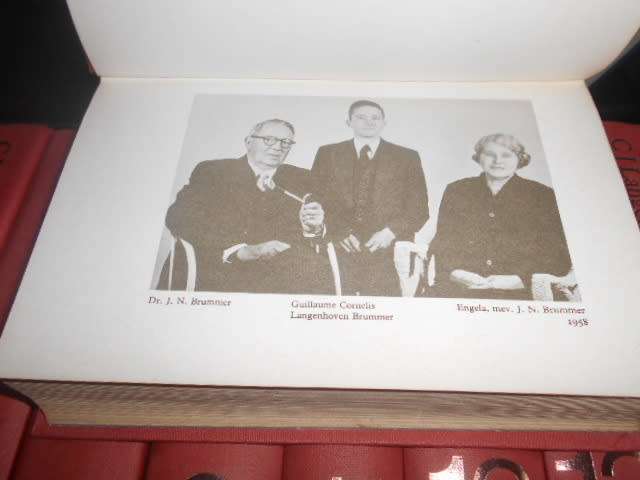 Dr. J. N. Brummer
Guillaume Cornelis
Langenhoven Brummer
Engela, mev. J. N. Brummer
1958